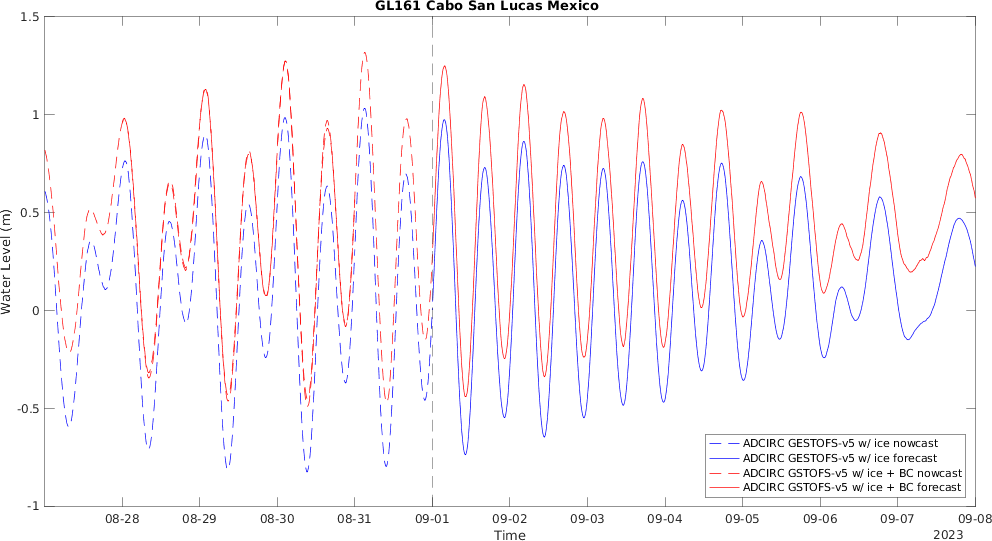 GL161 Cabo San Lucas Mexico
1.5
1
0.5
0
-0.5
-1
Water Level (m)
08-28 08-29 08-30 08-31 09-01 09-02 09-03 09-04 09-05 09-06 09-07 09-08
Time
2023
ADCIRC GESTOFS-v5 w/ ice nowcast
ADCIRC GESTOFS-v5 w/ ice forecast
ADCIRC GSTOFS-v5 w/ ice + BC nowcast
ADCIRC GSTOFS-v5 w/ ice + BC forecast